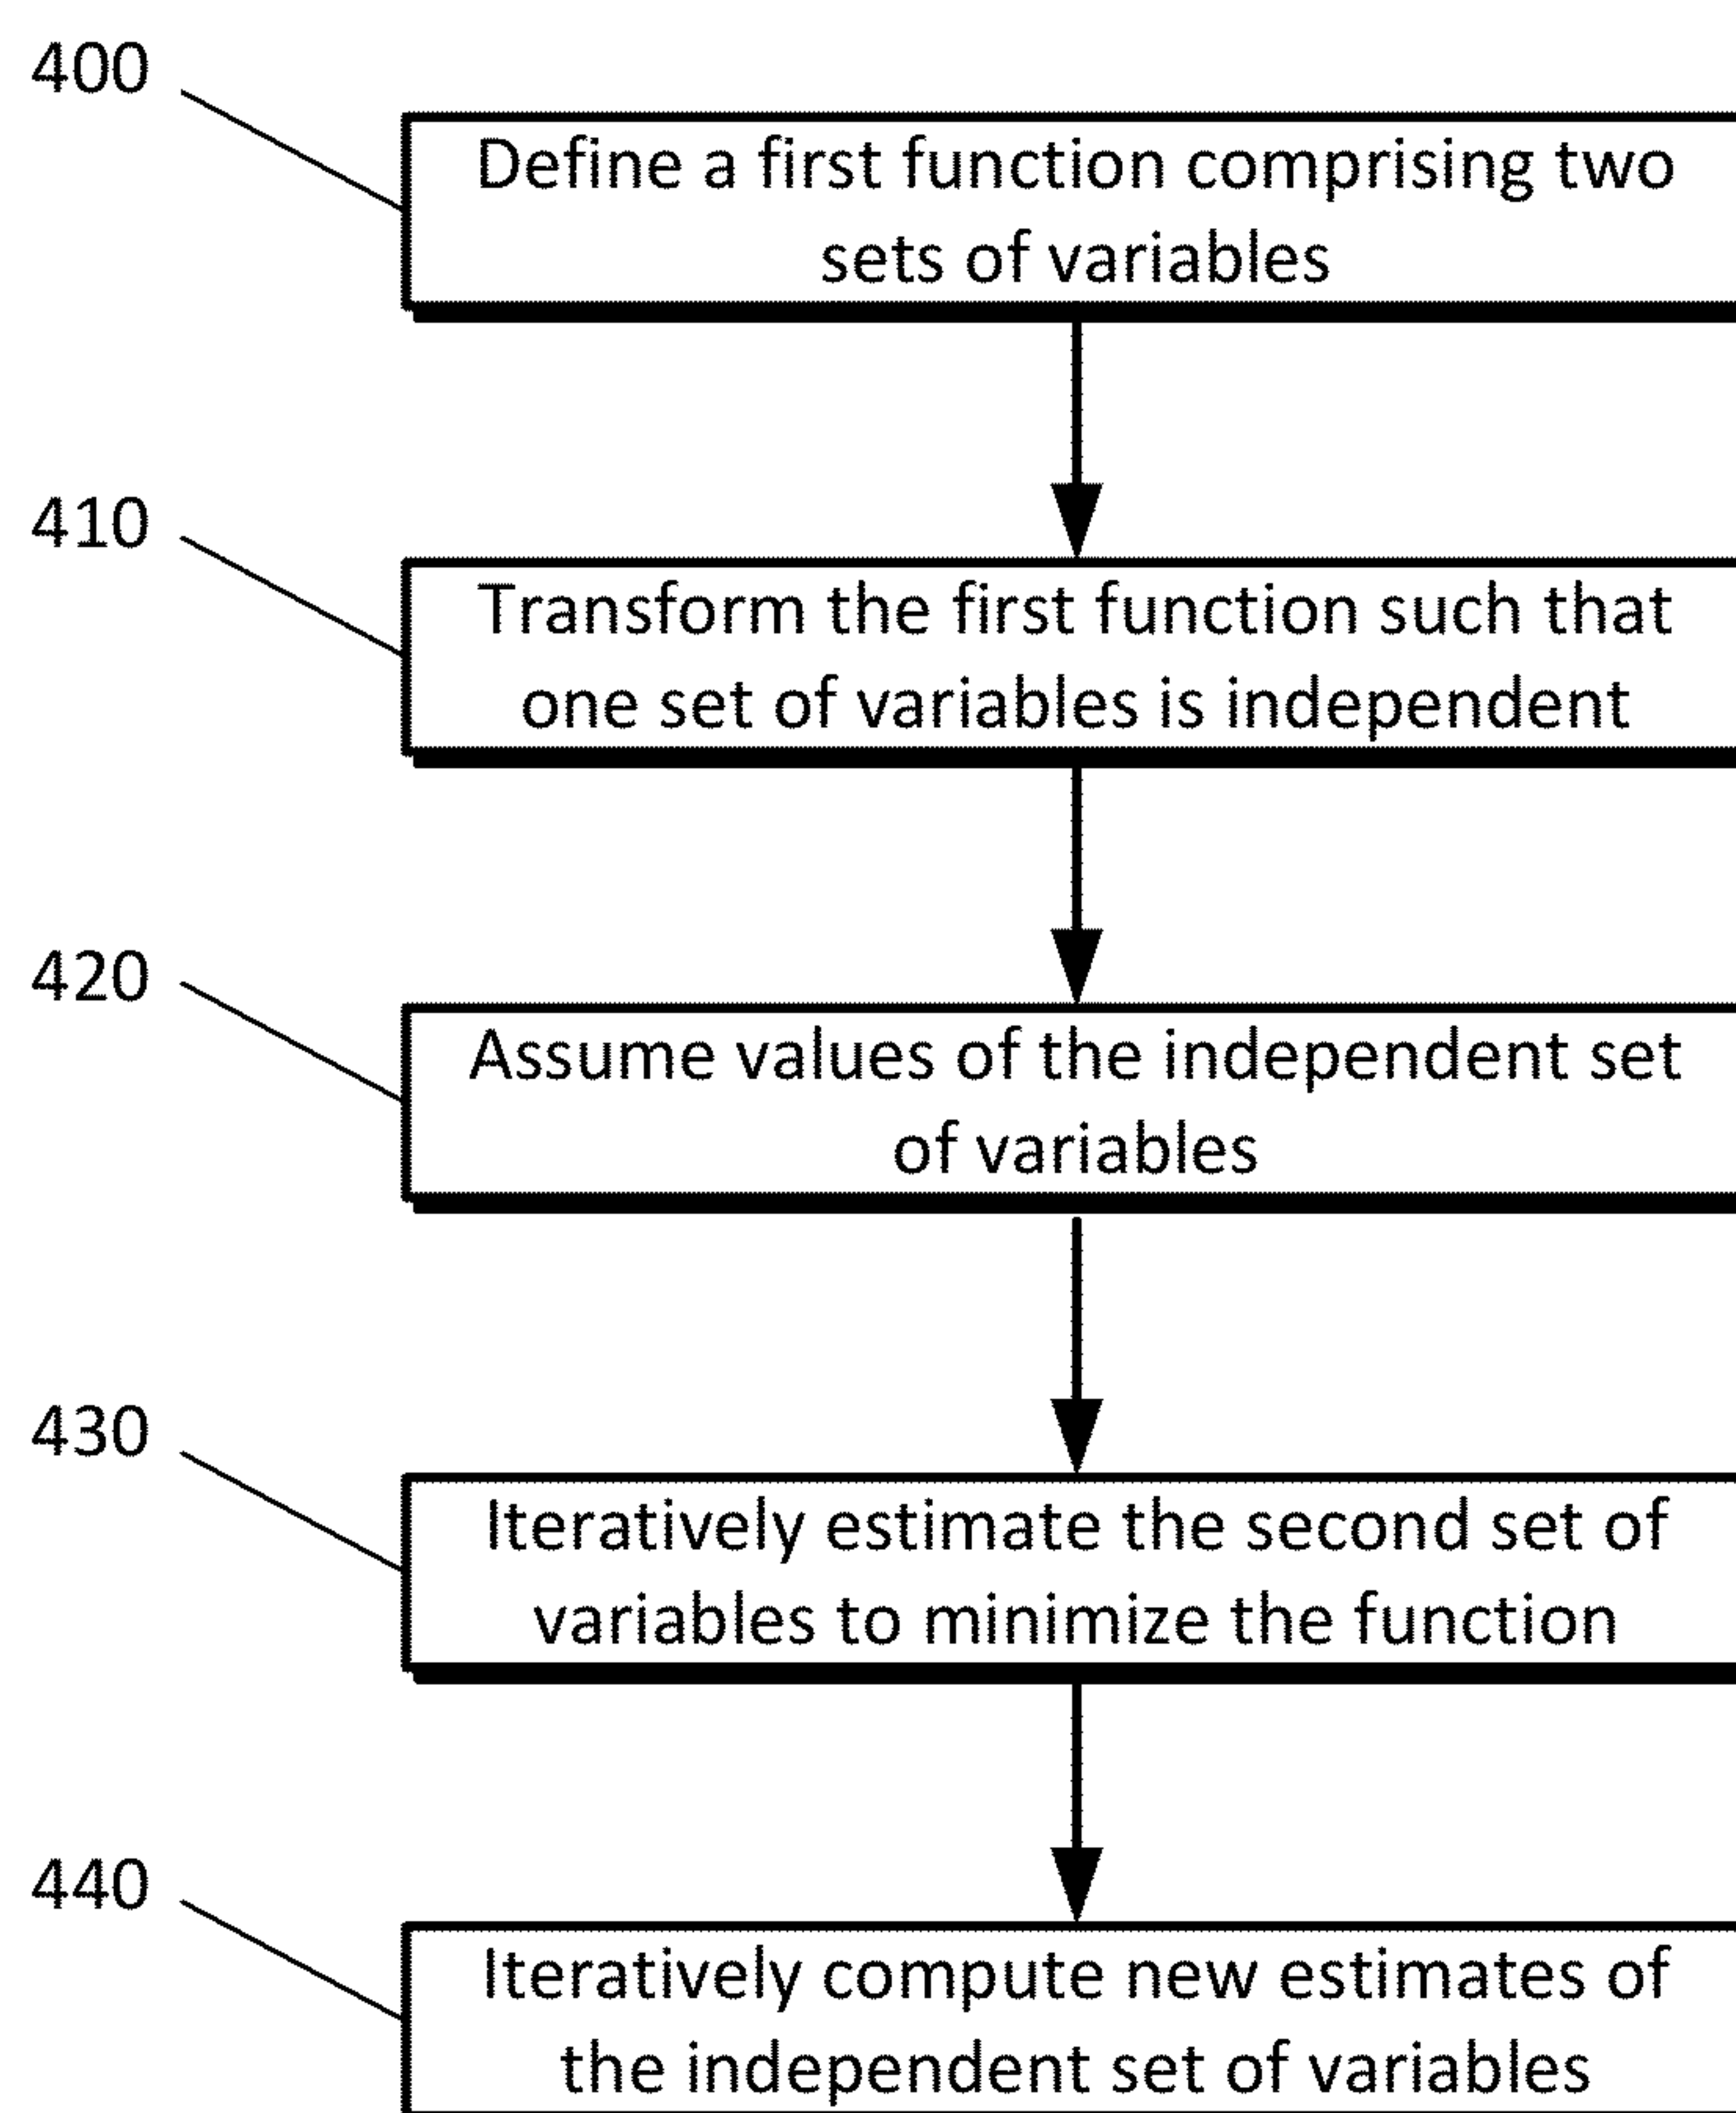 400
Define a first function comprising two
sets of variables
410
Transform the first function such that
one set of variables is independent
420
Assume values of the independent set
of variables
430
Iteratively estimate the second set of
variables to minimize the function
440
Iteratively compute new estimates of
the independent set of variables